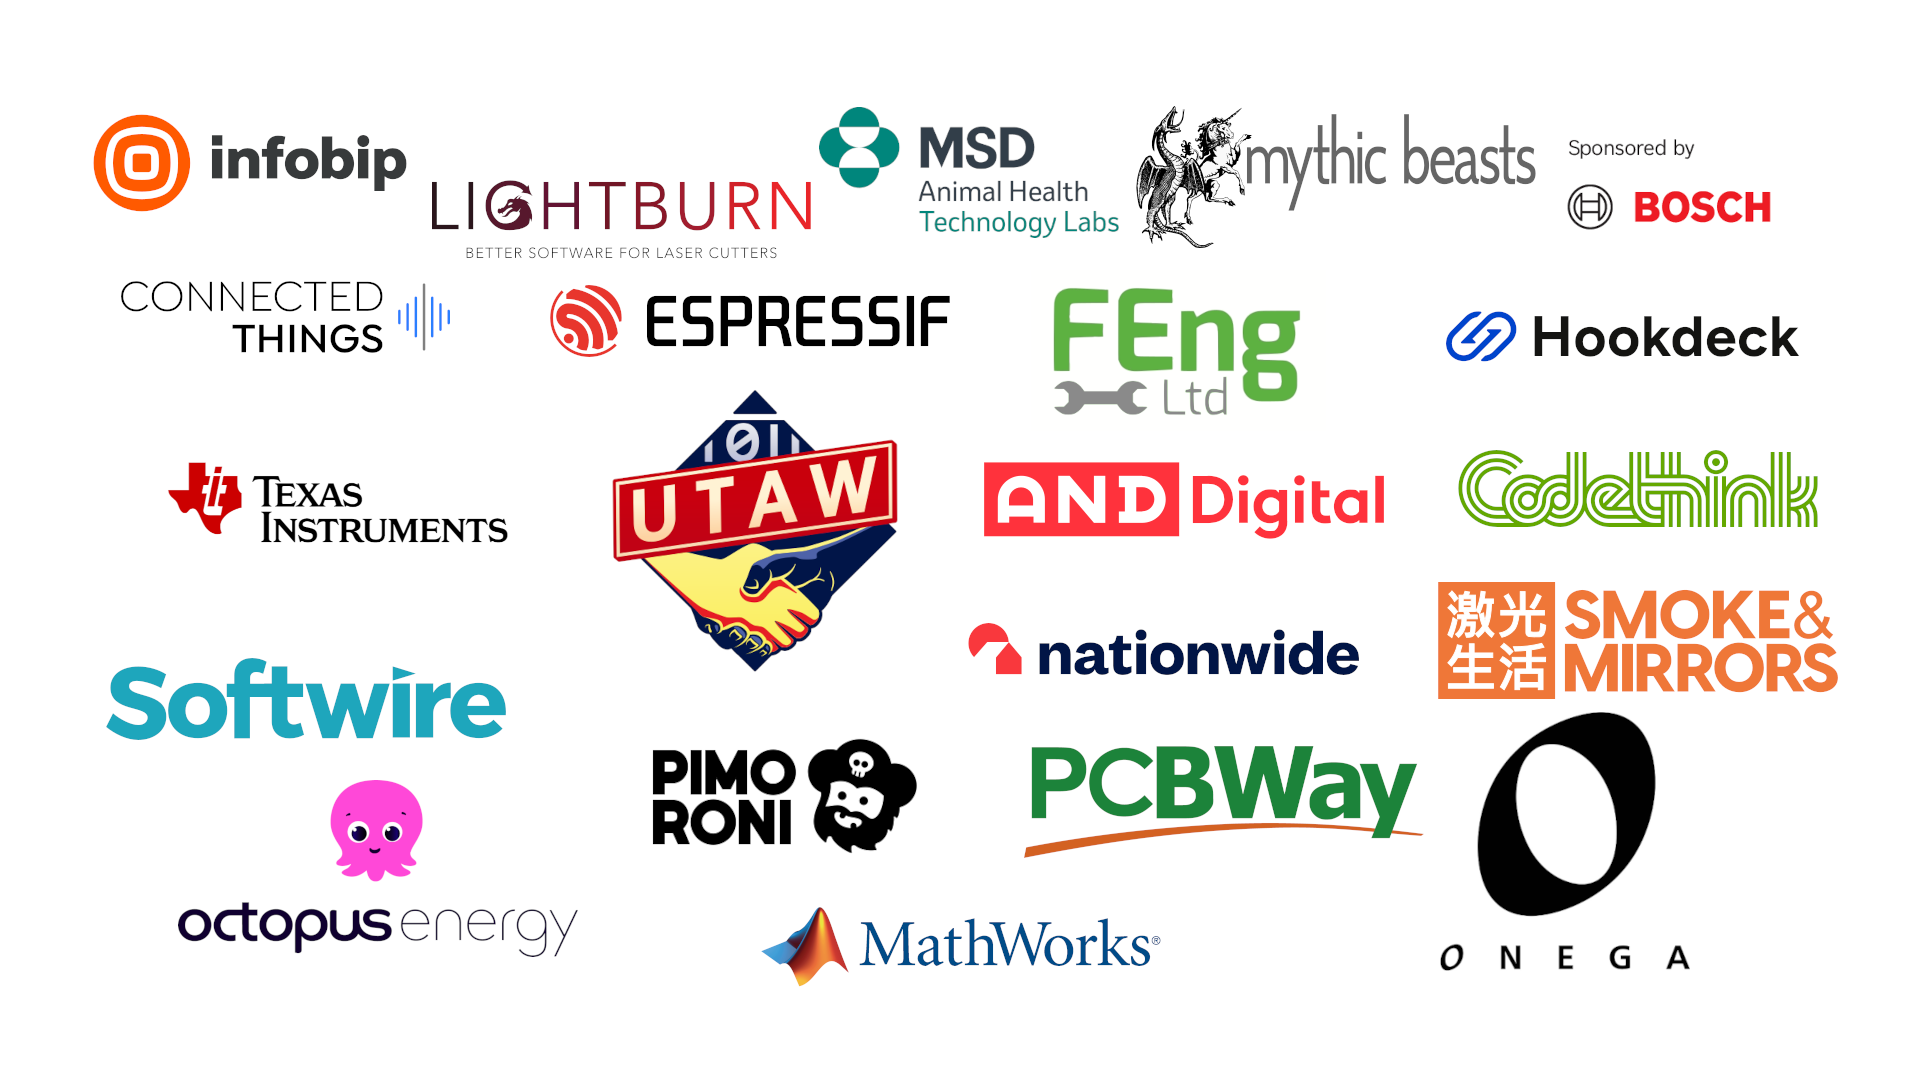 infobip
LIGHTBURN
BETTER SOFTWARE FOR LASER CUTTERS
MSD
Animal Health
Technology Labs
mythic beasts
Sponsored by
BOSCH
CONNECTED
THINGS
ESPRESSIF
FEng
Ltd
Hookdeck
TEXAS
INSTRUMENTS
1011
UTAW
AND Digital
Codethink
nationwide
激光
生活
SMOKE&
MIRRORS
Softwire
PIMO
RONI
PCBWay
octopus energy
MathWorks®
ONEGA